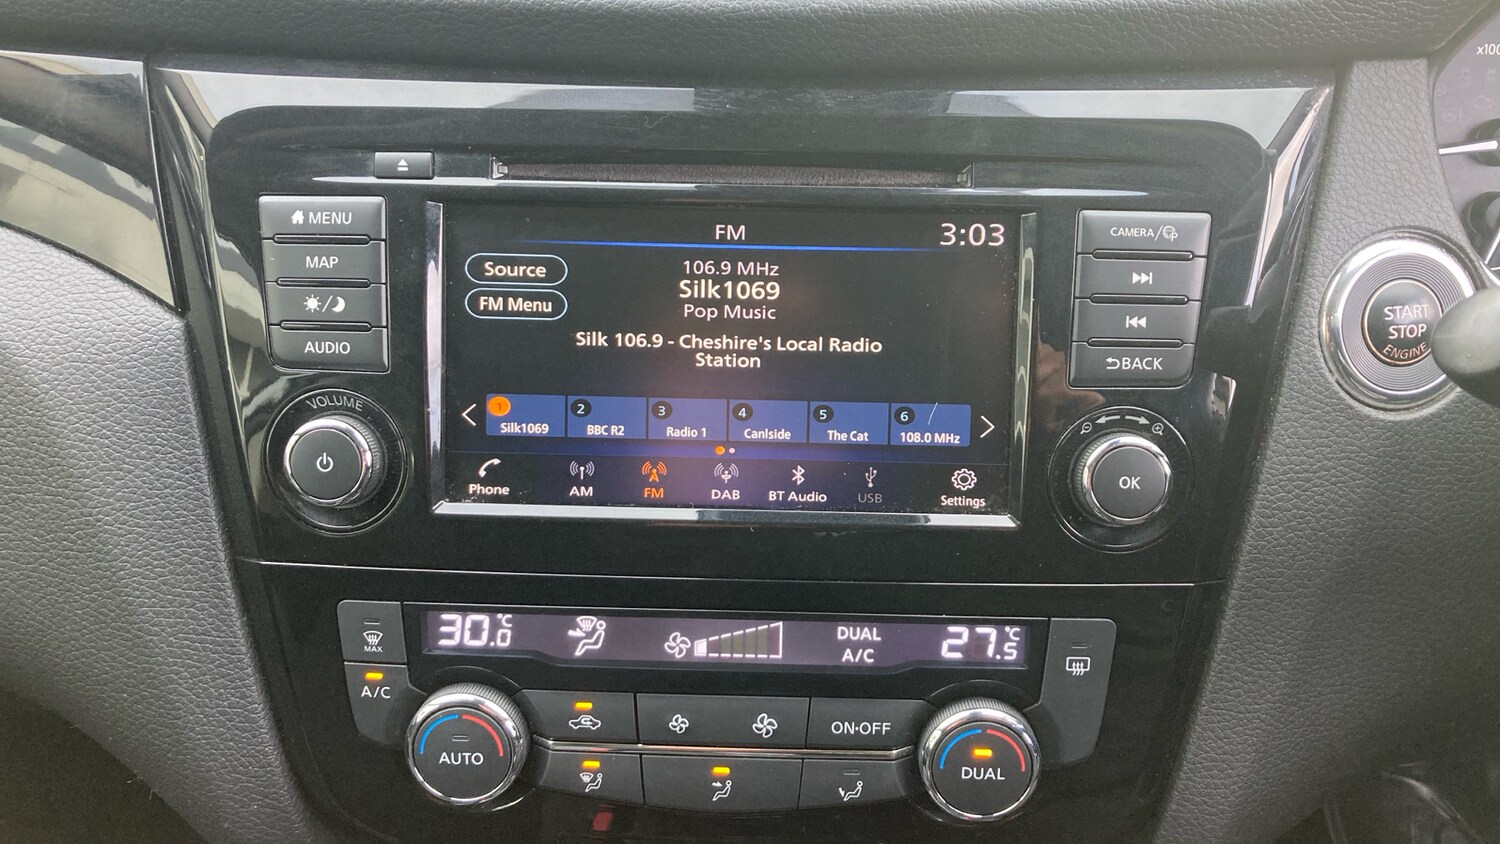 x100
MENU
MAP
AUDIO
VOLUME
FM
3:03
Source
FM Menu
106.9 MHz
Silk1069
Pop Music
Silk 106.9 - Cheshire's Local Radio
Station
1
Silk1069
2
BBC R2
3
Radio 1
4
Canlside
5
The Cat
6
108.0 MHz
Phone
AM
FM
DAB
BT Audio
USB
Settings
CAMERA/
BACK
OK
START
STOP
ENGINE
30.0 °C
DUAL
A/C
27.5 °C
MAX
A/C
AUTO
ON·OFF
DUAL